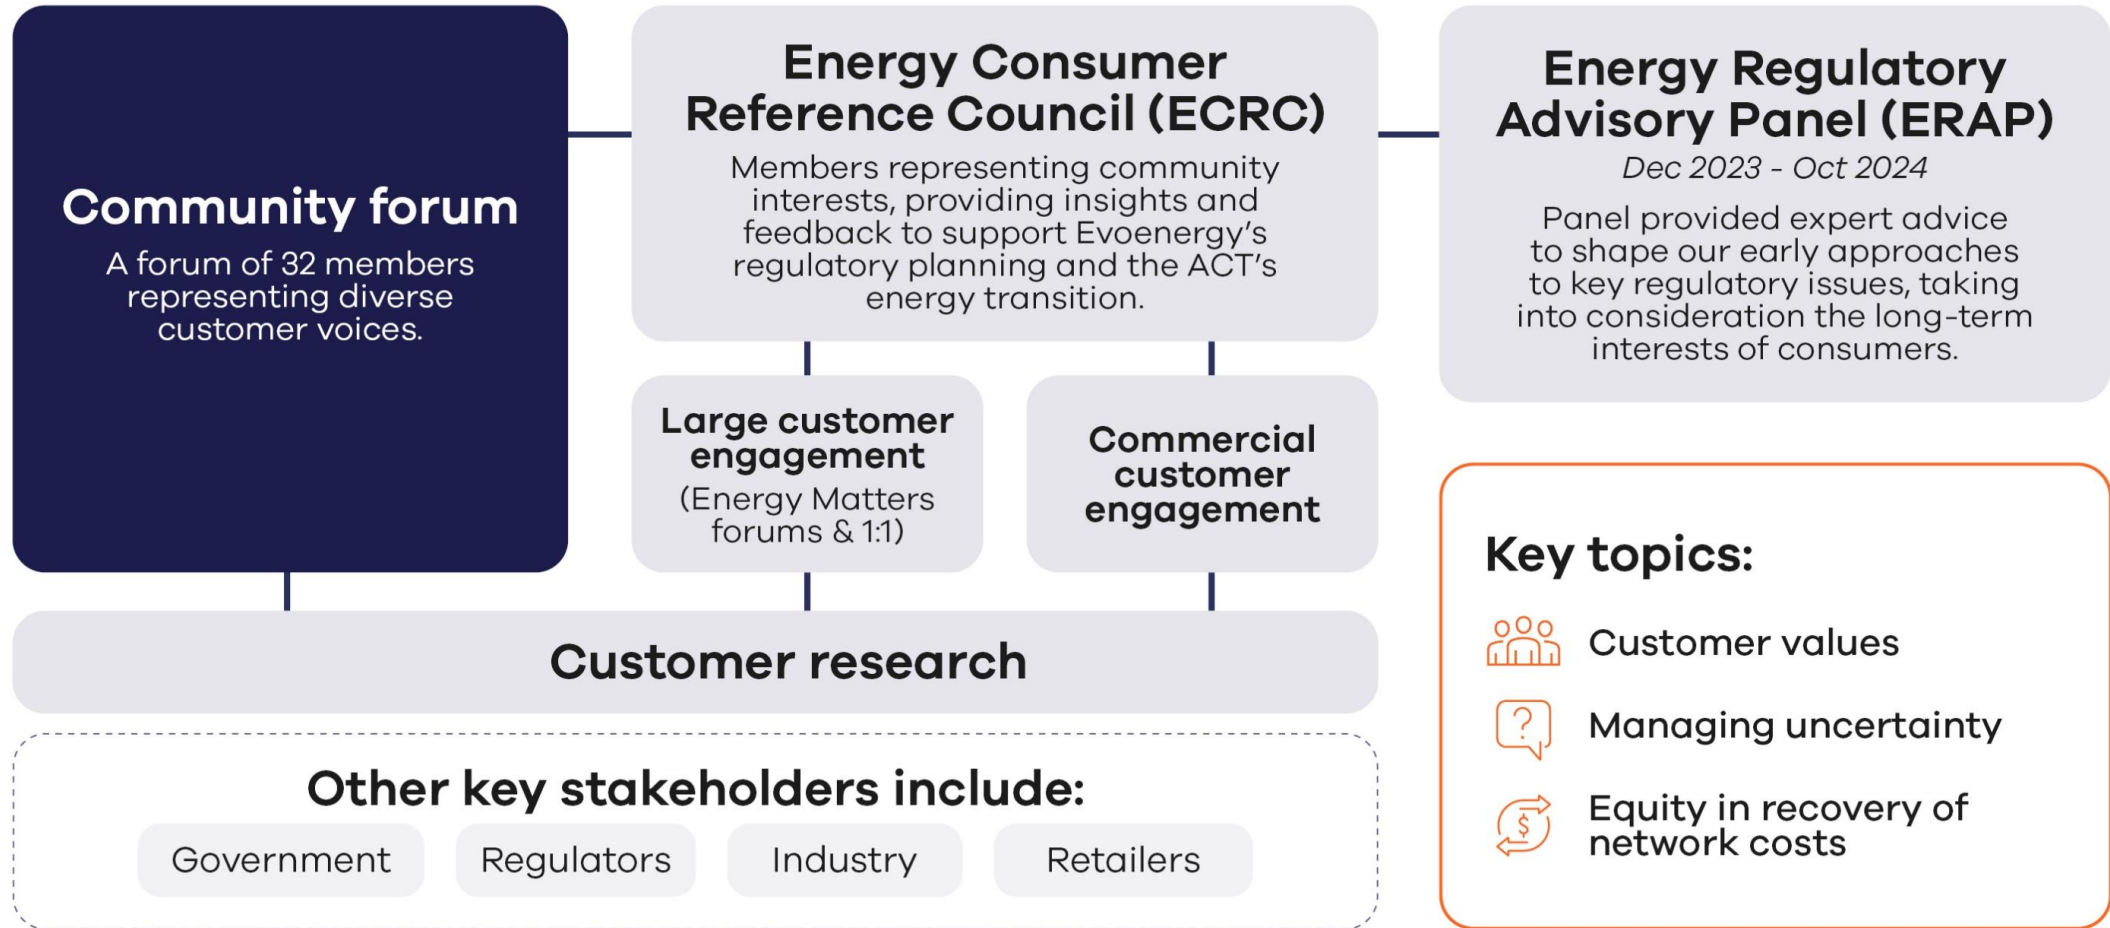 Community forum
A forum of 32 members
representing diverse
customer voices.
Energy Consumer
Reference Council (ECRC)
Members representing community
interests, providing insights and
feedback to support Evoenergy’s
regulatory planning and the ACT’s
energy transition.
Energy Regulatory
Advisory Panel (ERAP)
Dec 2023 - Oct 2024
Panel provided expert advice
to shape our early approaches
to key regulatory issues, taking
into consideration the long-term
interests of consumers.
Large customer
engagement
(Energy Matters
forums & 1:1)
Commercial
customer
engagement
Customer research
Other key stakeholders include:
Government
Regulators
Industry
Retailers
Key topics:
Customer values
?
Managing uncertainty
$
Equity in recovery of
network costs